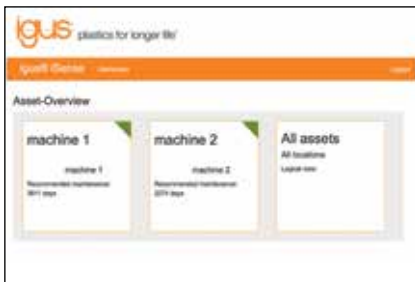 igus plastics for longer life®
igus® iSense
Asset-Overview
machine 1
machine 1
Recommended maintenance
machine 2
machine 2
Recommended maintenance
All assets
All locations